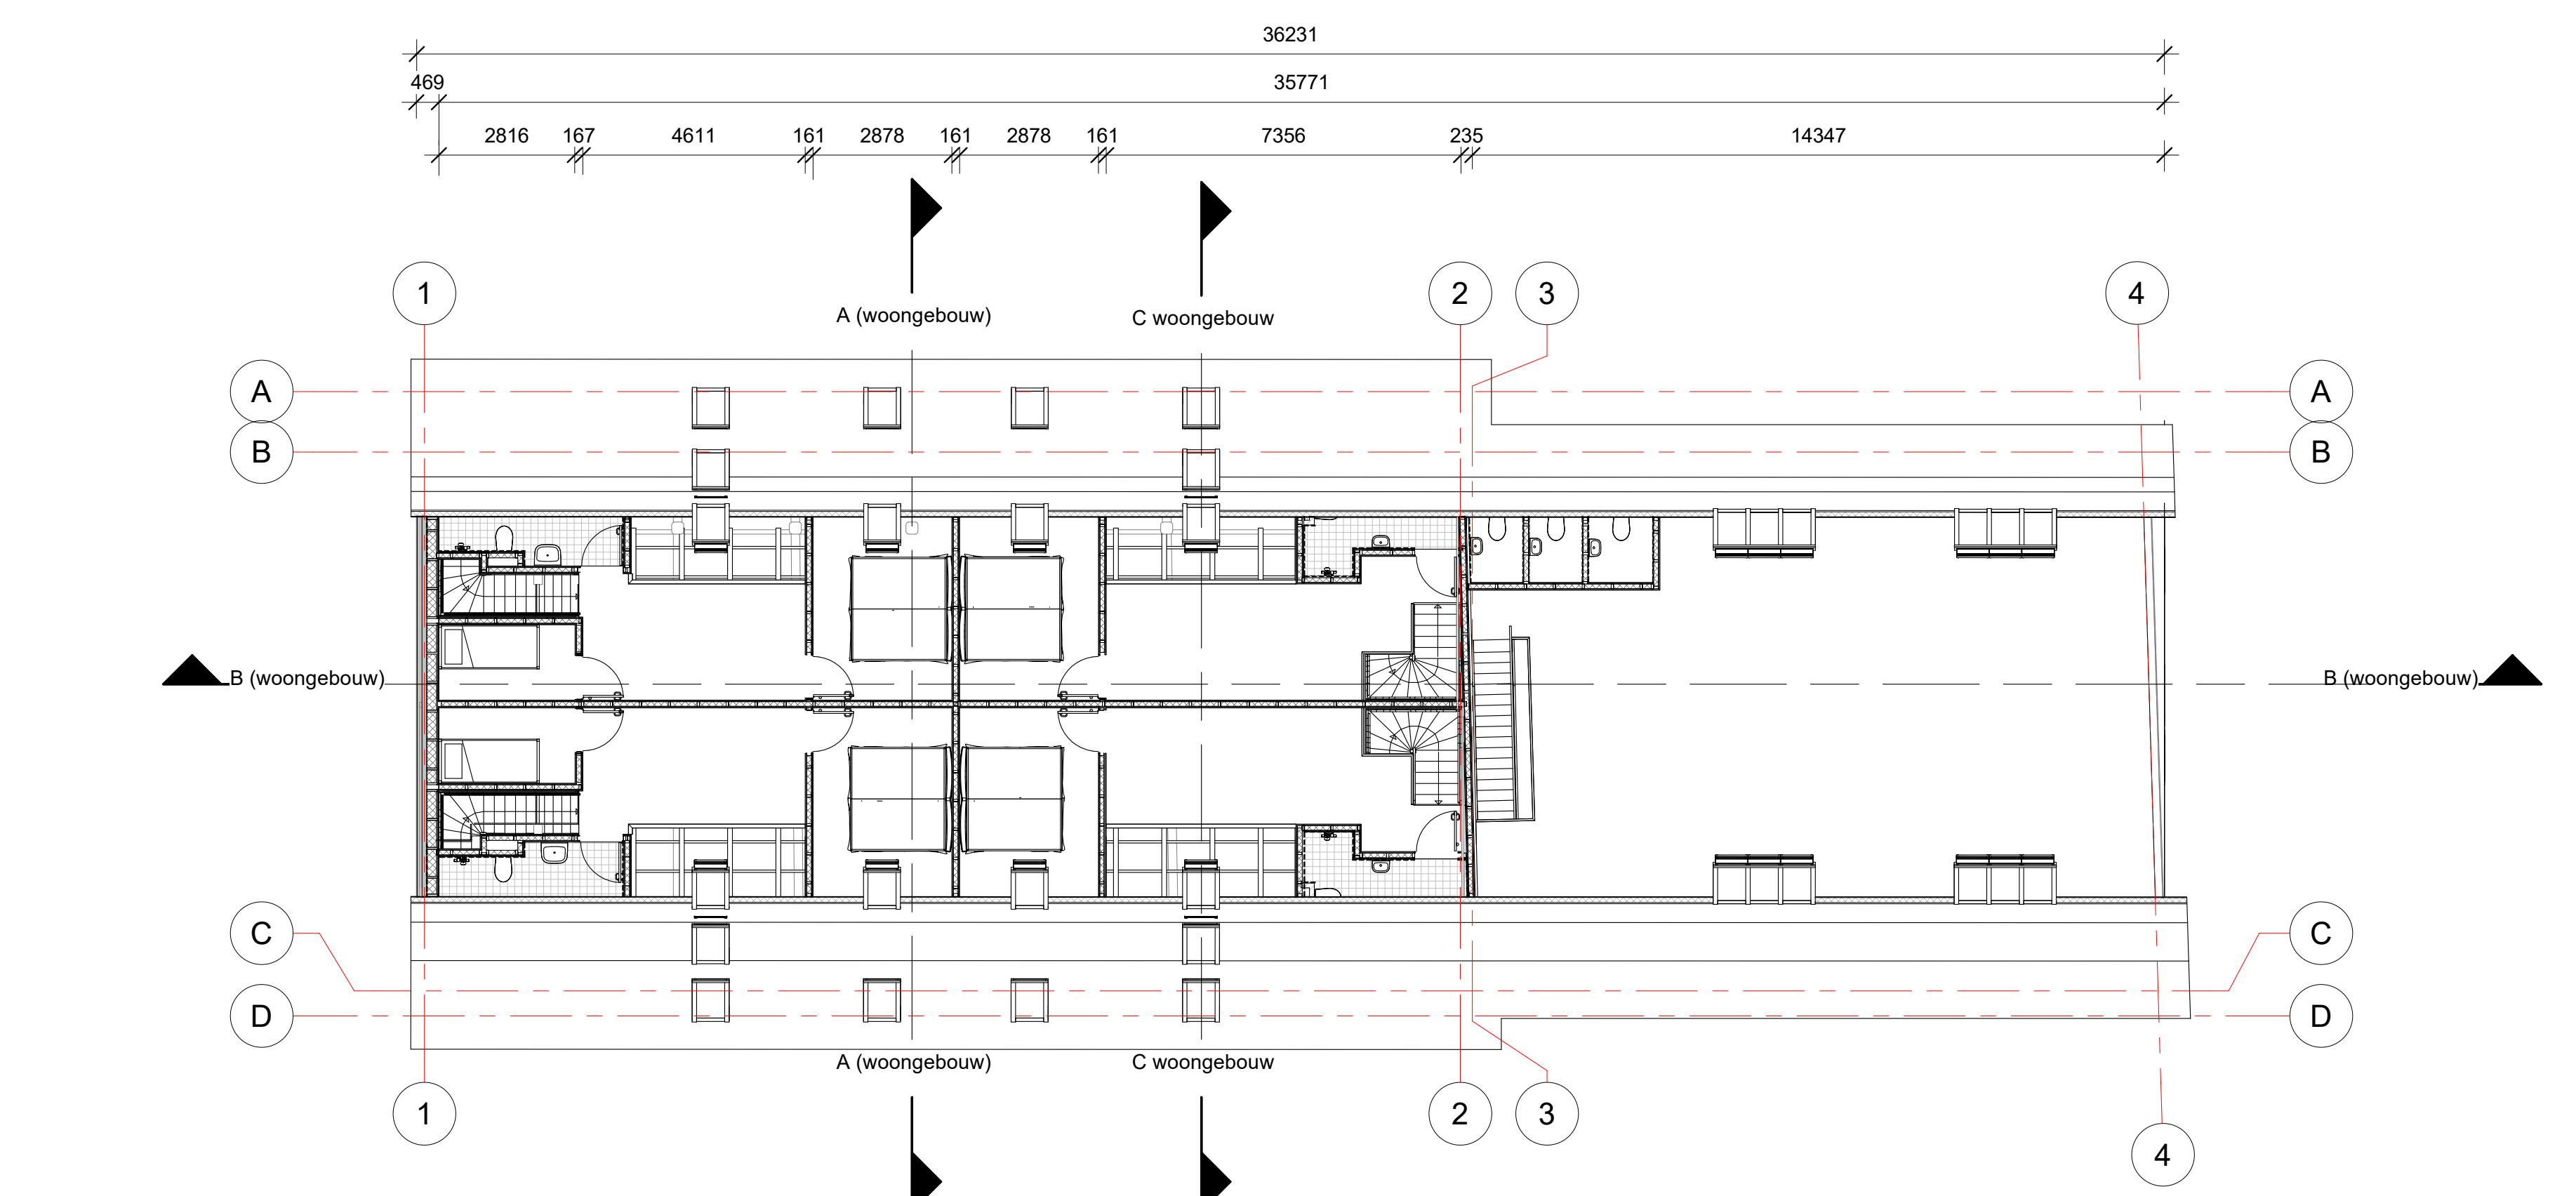 36231
469 35771
2816 167 4611 161 2878 161 2878 161 7356 235 14347
1 2 3 4
A (woongebouw) C woongebouw
A A
B B
B (woongebouw) B (woongebouw)
C C
D D
A (woongebouw) C woongebouw
1 2 3 4